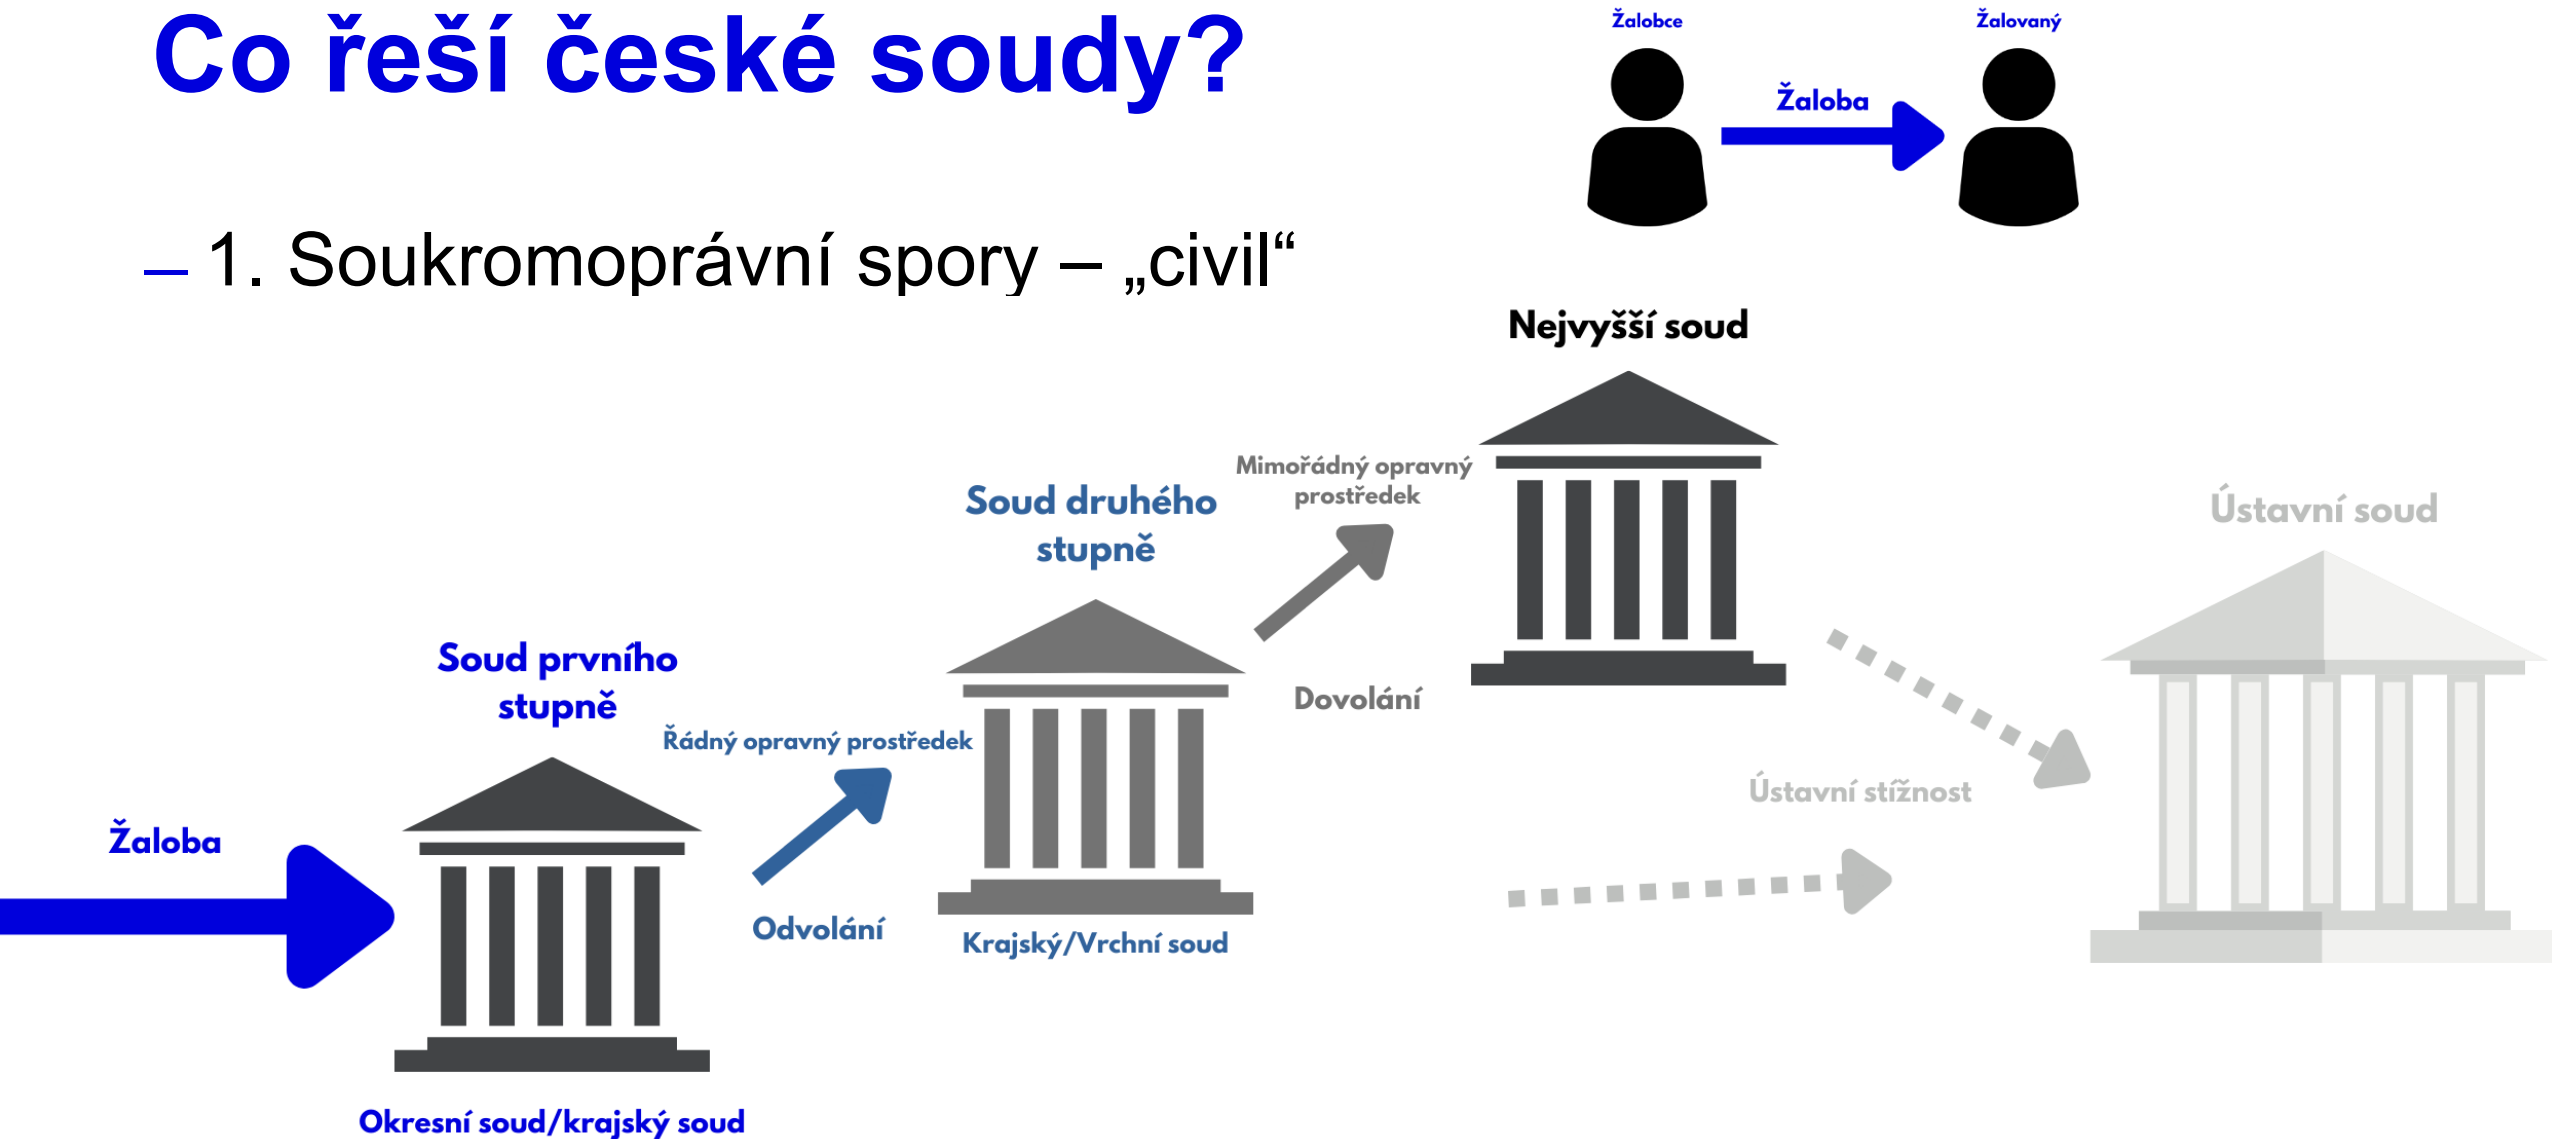 Co řeší české soudy?
Žalobce
Žalovaný
Žaloba
– 1. Soukromoprávní spory – „civil“
Nejvyšší soud
Mimořádný opravný
prostředek
Soud druhého
stupně
Ústavní soud
Soud prvního
stupně
Dovolání
Řádný opravný prostředek
Ústavní stížnost
Žaloba
Odvolání
Krajský/Vrchní soud
Okresní soud/krajský soud